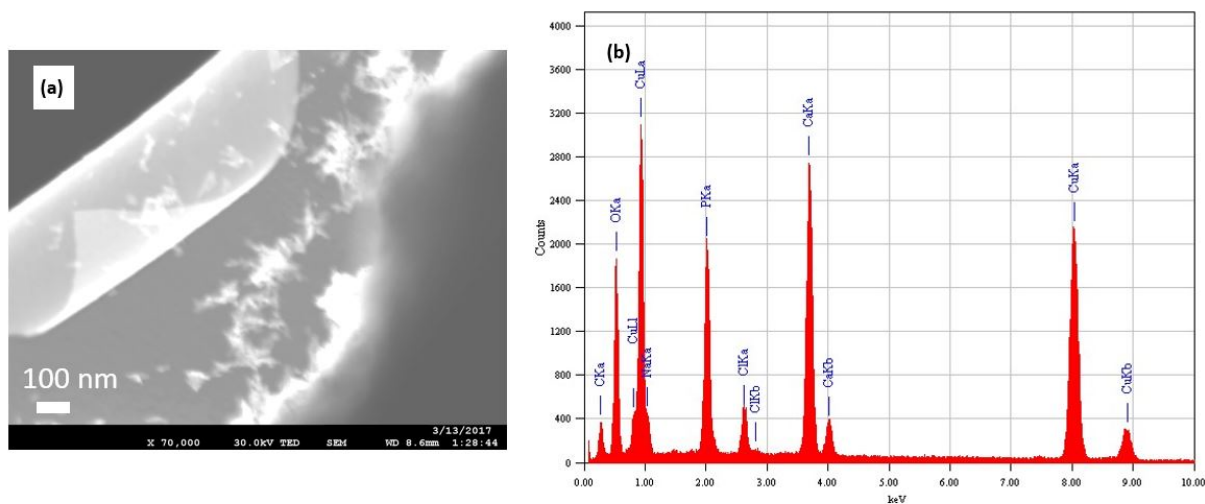 (a)
100 nm
3/13/2017
X 70,000 30.0kV TED SEM WD 8.6mm 1:28:44
(b)
4000
3600
3200
2800
2400
2000
1600
1200
800
400
0
Counts
CKa
OKa
CuLl
CuLa
NaKa
PKa
ClKa
ClKb
CaKa
CaKb
CuKa
CuKb
0.00 1.00 2.00 3.00 4.00 5.00 6.00 7.00 8.00 9.00 10.00
keV